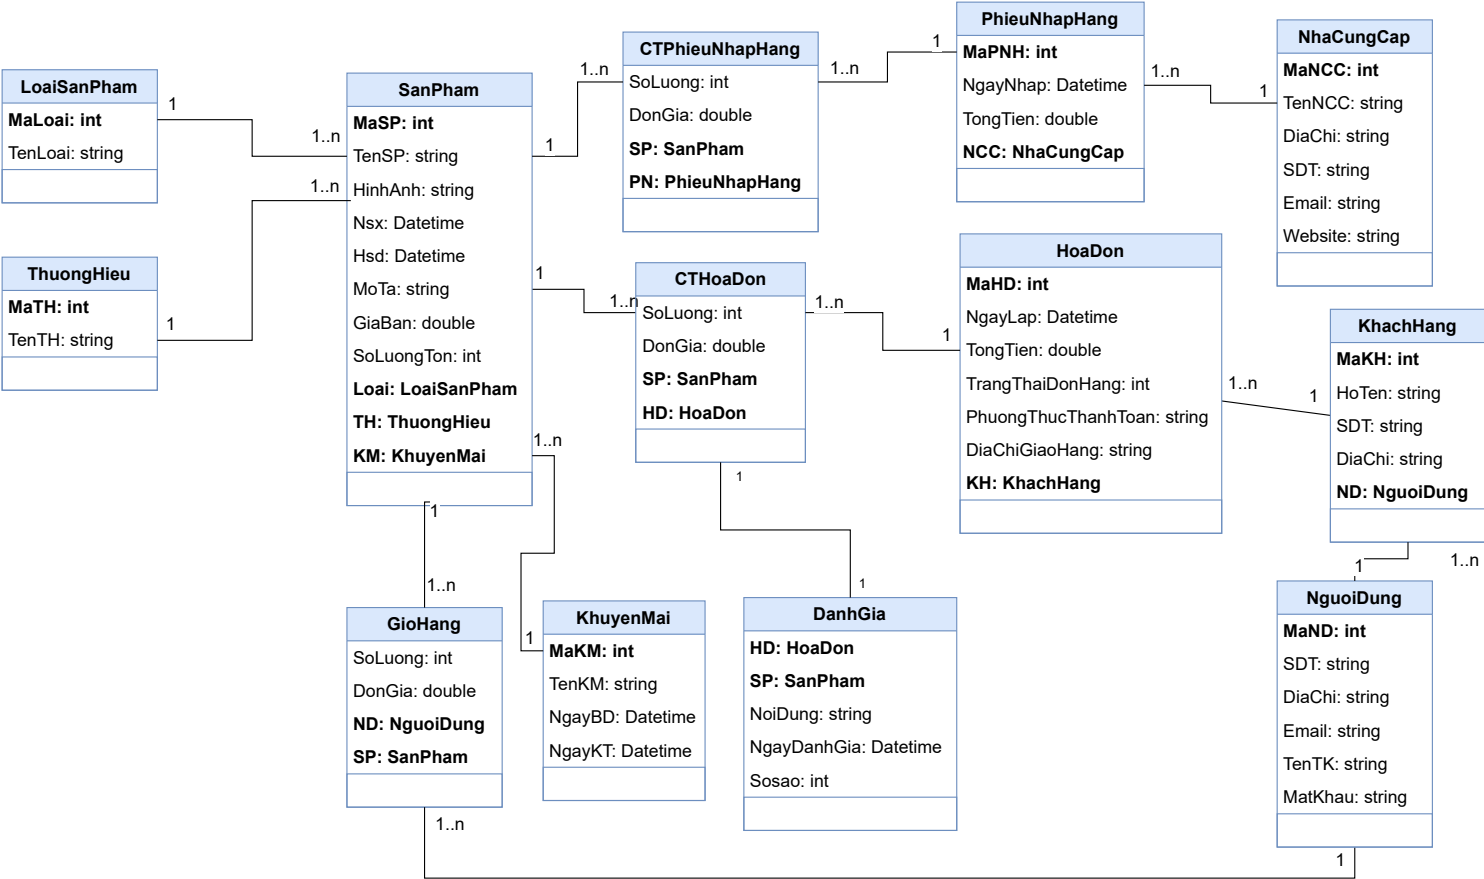 LoaiSanPham
MaLoai: int
TenLoai: string
1
1..n
ThuongHieu
MaTH: int
TenTH: string
1
1..n
SanPham
MaSP: int
TenSP: string
HinhAnh: string
Nsx: Datetime
Hsd: Datetime
MoTa: string
GiaBan: double
SoLuongTon: int
Loai: LoaiSanPham
TH: ThuongHieu
KM: KhuyenMai
1
1..n
CTPhieuNhapHang
SoLuong: int
DonGia: double
SP: SanPham
PN: PhieuNhapHang
1..n
1
PhieuNhapHang
MaPNH: int
NgayNhap: Datetime
TongTien: double
NCC: NhaCungCap
1..n
1
NhaCungCap
MaNCC: int
TenNCC: string
DiaChi: string
SDT: string
Email: string
Website: string
1
1..n
CTHoaDon
SoLuong: int
DonGia: double
SP: SanPham
HD: HoaDon
1..n
1
HoaDon
MaHD: int
NgayLap: Datetime
TongTien: double
TrangThaiDonHang: int
PhuongThucThanhToan: string
DiaChiGiaoHang: string
KH: KhachHang
1..n
1
KhachHang
MaKH: int
HoTen: string
SDT: string
DiaChi: string
ND: NguoiDung
1..n
1
1..n
1
1
1..n
GioHang
SoLuong: int
DonGia: double
ND: NguoiDung
SP: SanPham
1..n
KhuyenMai
MaKM: int
TenKM: string
NgayBD: Datetime
NgayKT: Datetime
1
1
DanhGia
HD: HoaDon
SP: SanPham
NoiDung: string
NgayDanhGia: Datetime
Sosao: int
NguoiDung
MaND: int
SDT: string
DiaChi: string
Email: string
TenTK: string
MatKhau: string
1